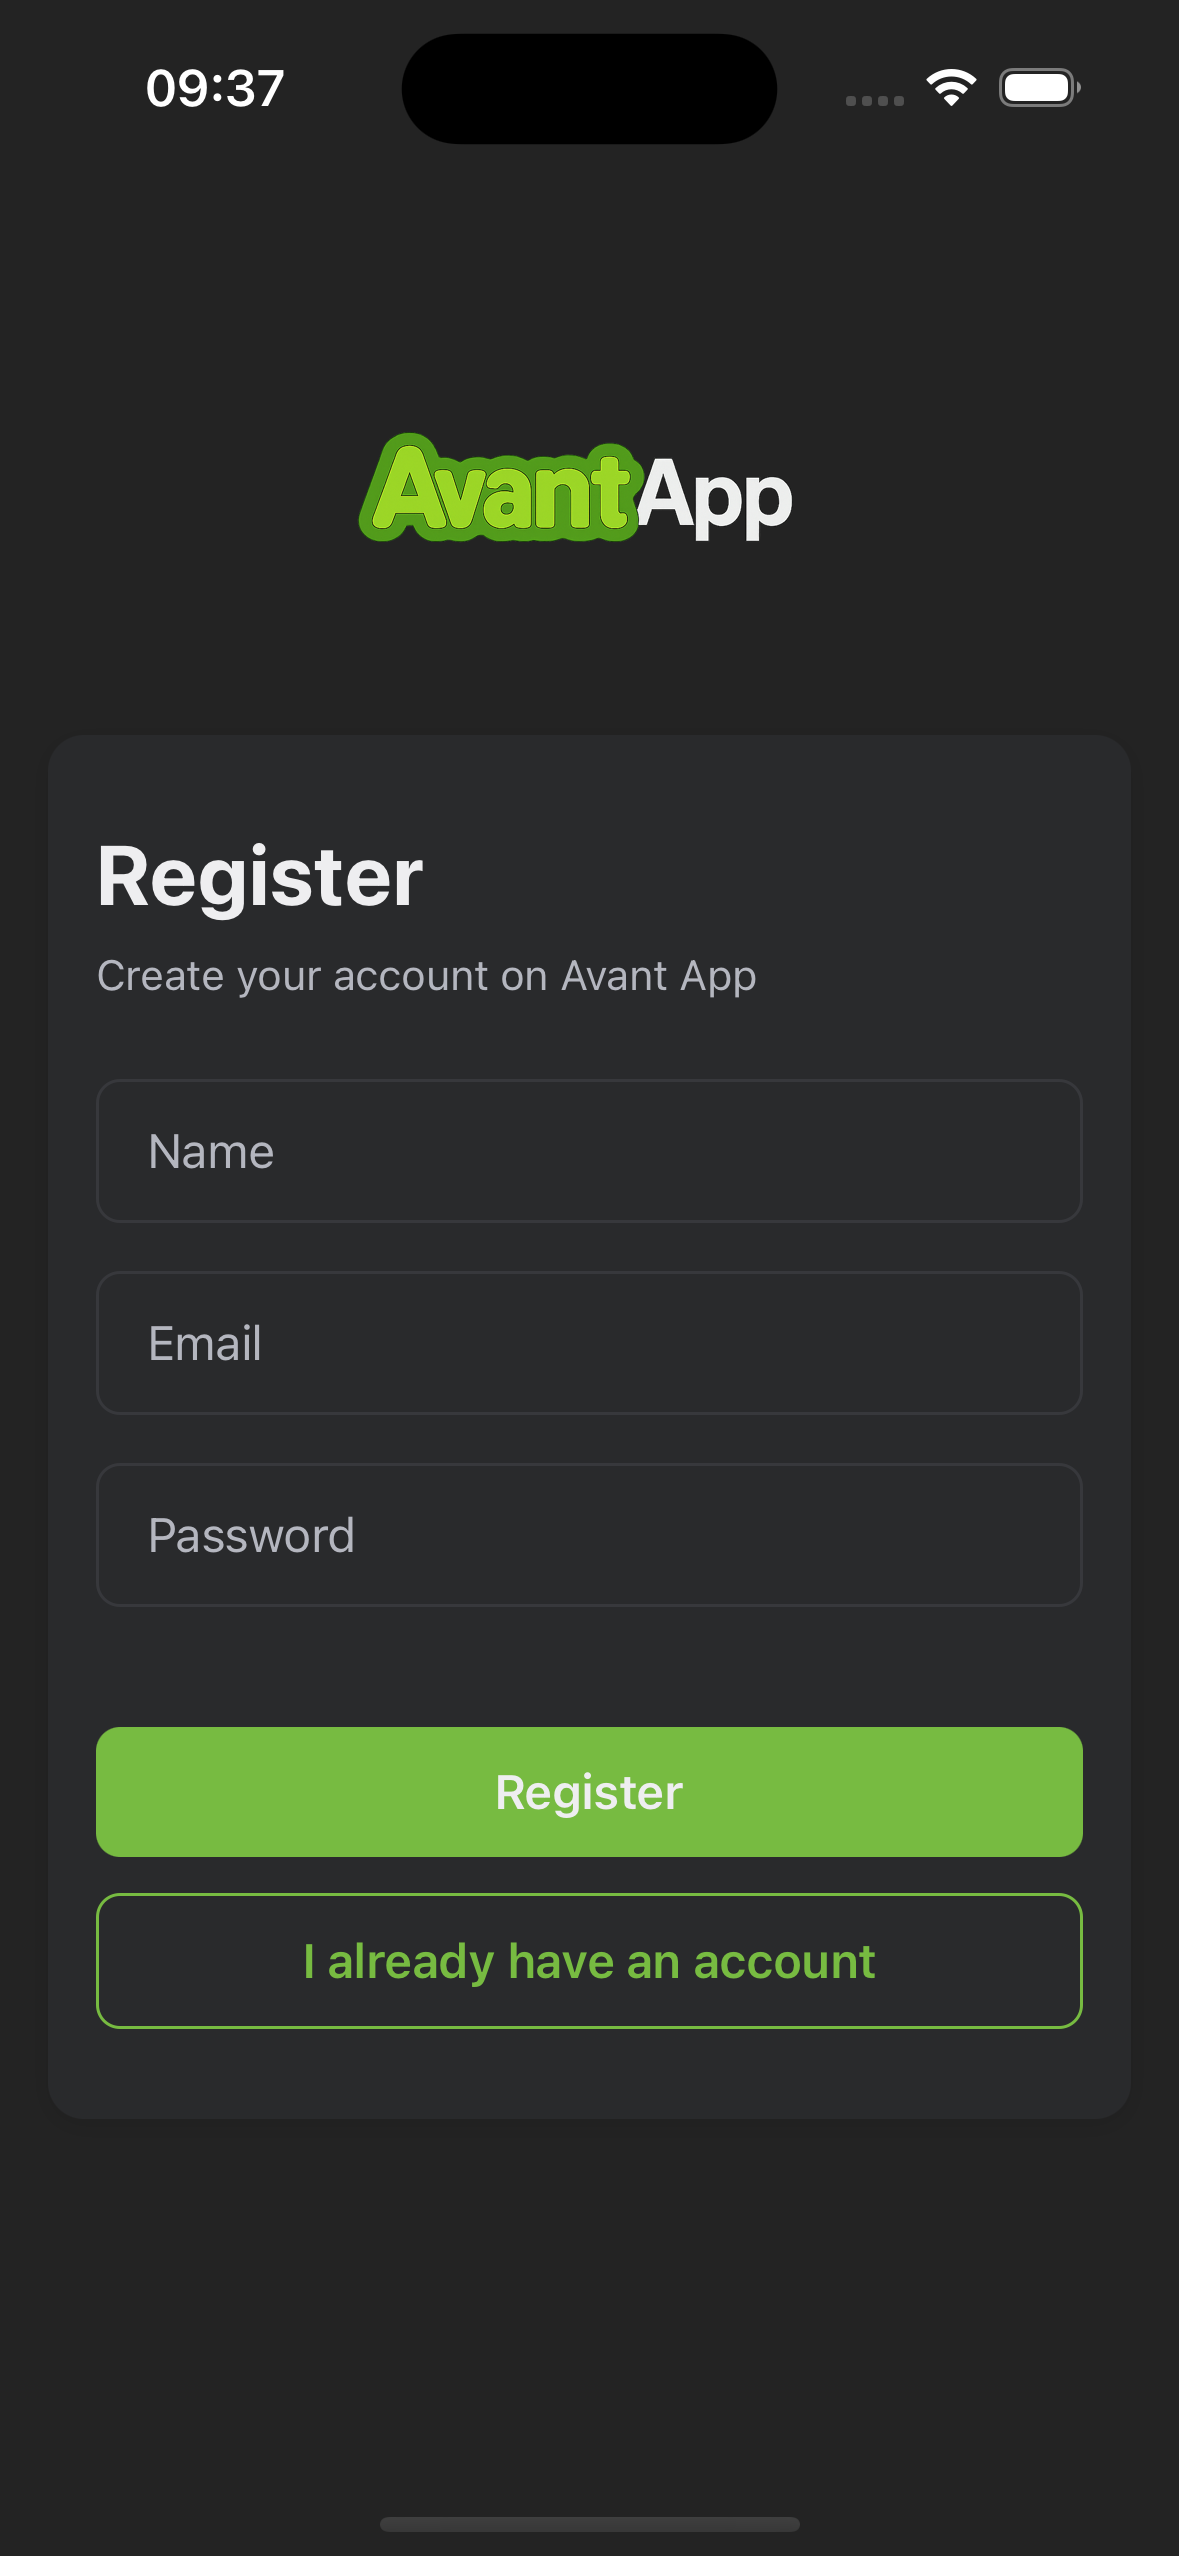 09:37
AvantApp
Register
Create your account on Avant App
Name
Email
Password
Register
I already have an account